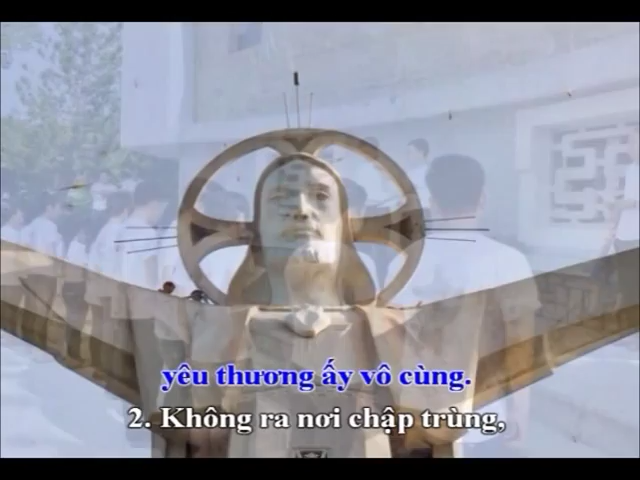 yêu thương ấy vô cùng.
2. Không ra nơi chập trùng,